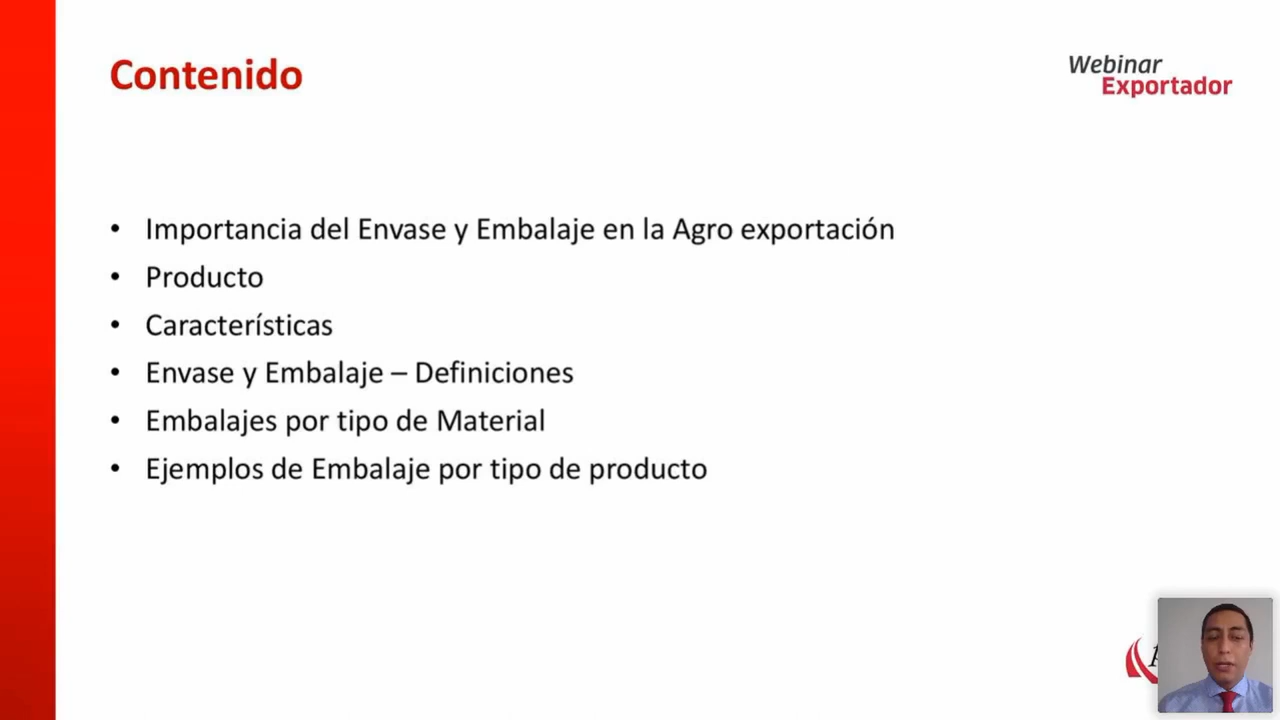 Contenido
Webinar
Exportador
• Importancia del Envase y Embalaje en la Agro exportación
• Producto
• Características
• Envase y Embalaje – Definiciones
• Embalajes por tipo de Material
• Ejemplos de Embalaje por tipo de producto